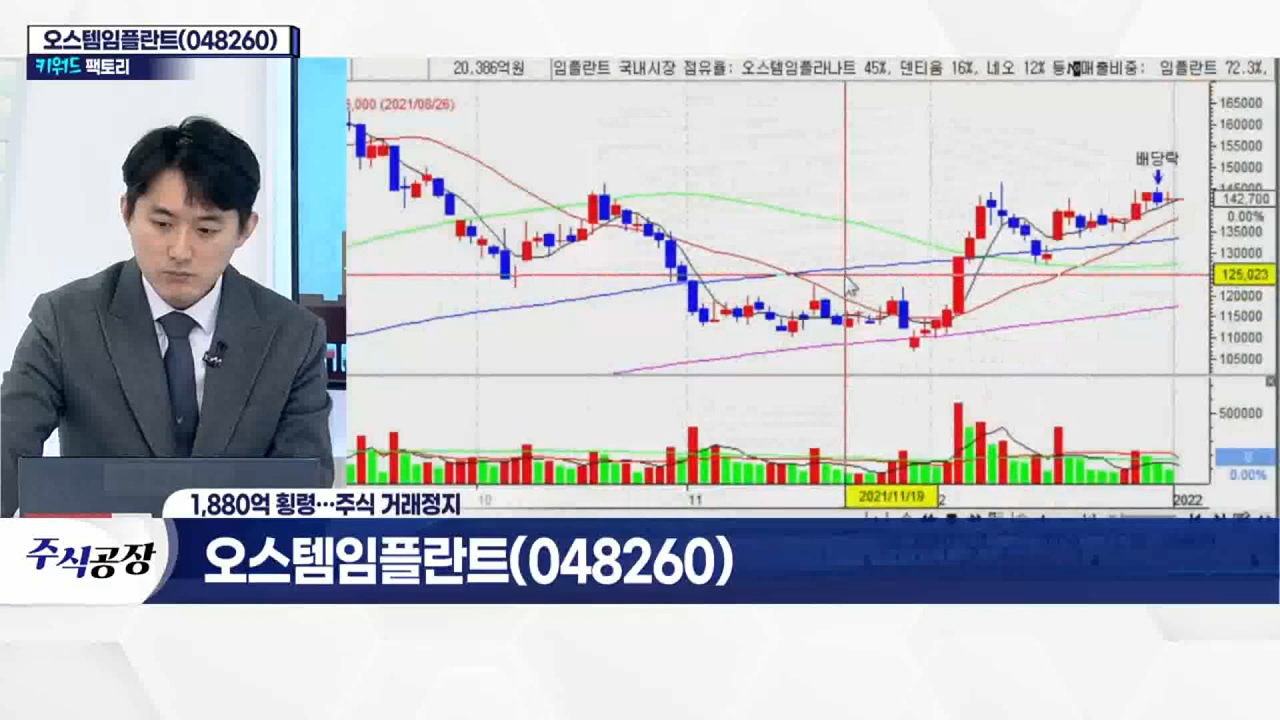 오스템임플란트(048260)
키워드 팩토리
20,386억원
임플란트 국내시장 점유율: 오스템임플라나트 45%, 덴티움 16%, 네오 12% 등
매출비중: 임플란트 72.3%,
5,000 (2021/08/26)
배당락
165000
160000
155000
150000
145000
142,700
0.00%
135000
130000
125,023
120000
115000
110000
105000
500000
0
0.00%
10
11
2021/11/19
2
2022
1,880억 횡령…주식 거래정지
주식공장
오스템임플란트(048260)